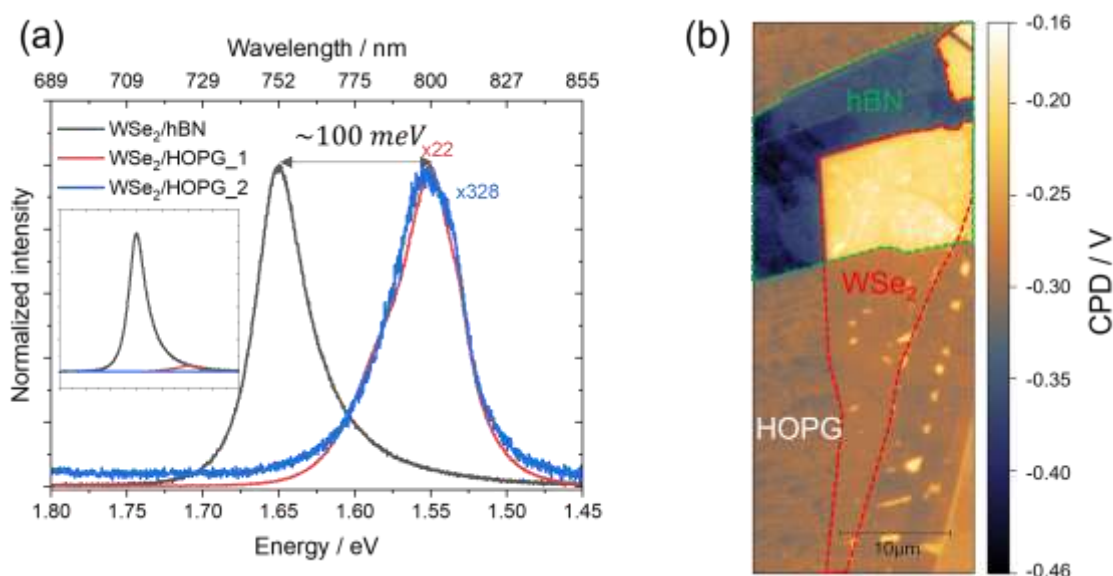 (a)
Wavelength / nm
689 709 729 752 775 800 827 855
WSe₂/hBN
WSe₂/HOPG_1
WSe₂/HOPG_2
~100 meV
x22
x328
Normalized intensity
1.80 1.75 1.70 1.65 1.60 1.55 1.50 1.45
Energy / eV
(b)
hBN
WSe₂
HOPG
10μm
-0.16
-0.20
-0.25
-0.30
-0.35
-0.40
-0.46
CPD / V